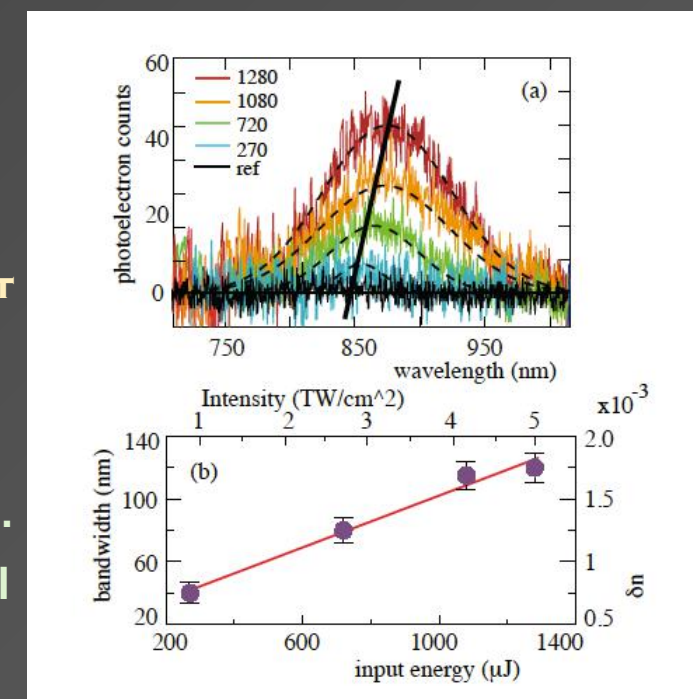 60
40
20
0
photoelectron counts
1280
1080
720
270
ref
(a)
750 850 950
wavelength (nm)
Intensity (TW/cm^2)
x10-3
1 2 3 4 5
140
100
60
20
bandwidth (nm)
(b)
2.0
1.5
1
0.5
δn
200 600 1000 1400
input energy (μJ)
r
.
l